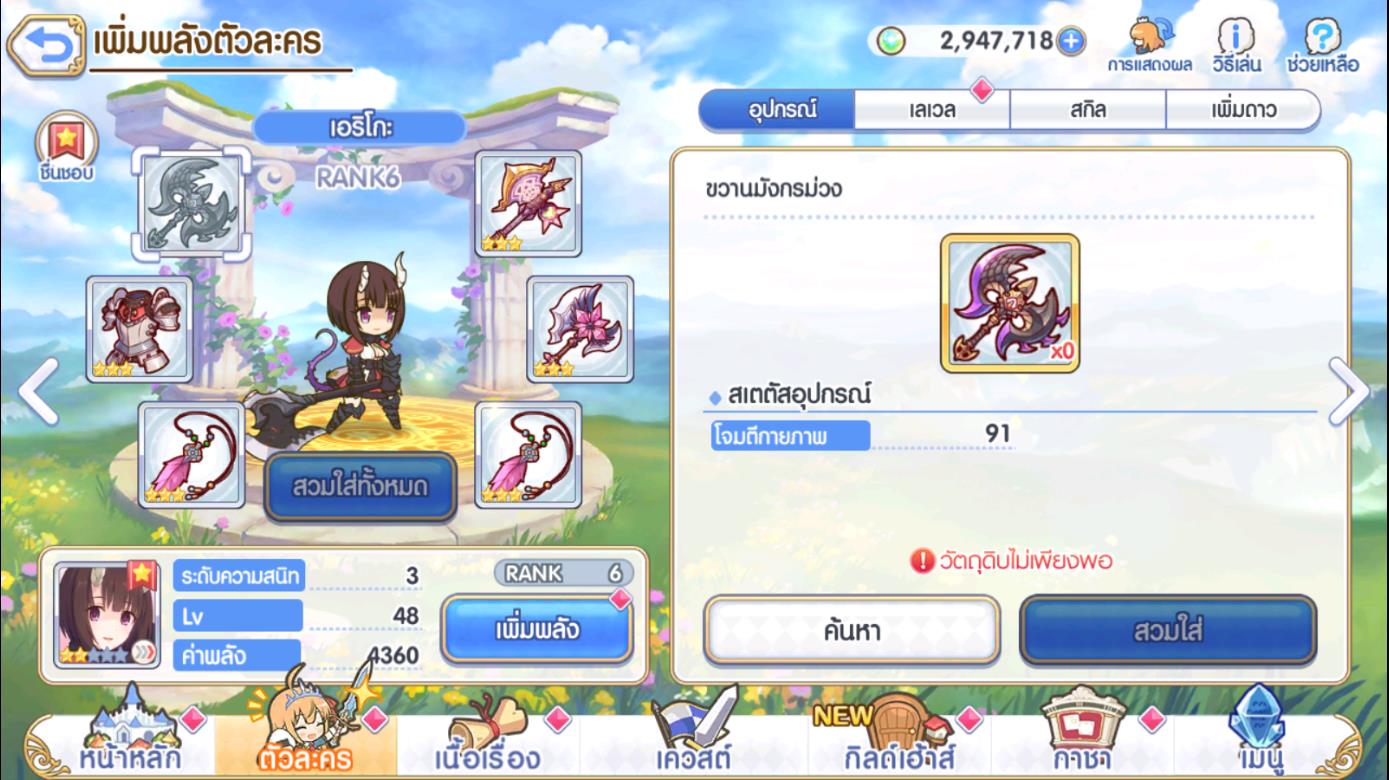 เพิ่มพลังตัวละคร
2,947,718
การแสดงผล
วิธีเล่น
ช่วยเหลือ
ชื่นชอบ
เอริโกะ
RANK6
อุปกรณ์
เลเวล
สกิล
เพิ่มดาว
ขวานมังกรม่วง
x0
สเตตัสอุปกรณ์
โจมตีกายภาพ 91
สวมใส่ทั้งหมด
วัตถุดิบไม่เพียงพอ
ค้นหา
สวมใส่
ระดับความสนิท 3
Lv 48
ค่าพลัง 4360
RANK 6
เพิ่มพลัง
หน้าหลัก
ตัวละคร
เนื้อเรื่อง
เควสต์
NEW
กิลด์เฮ้าส์
กาชา
เมนู